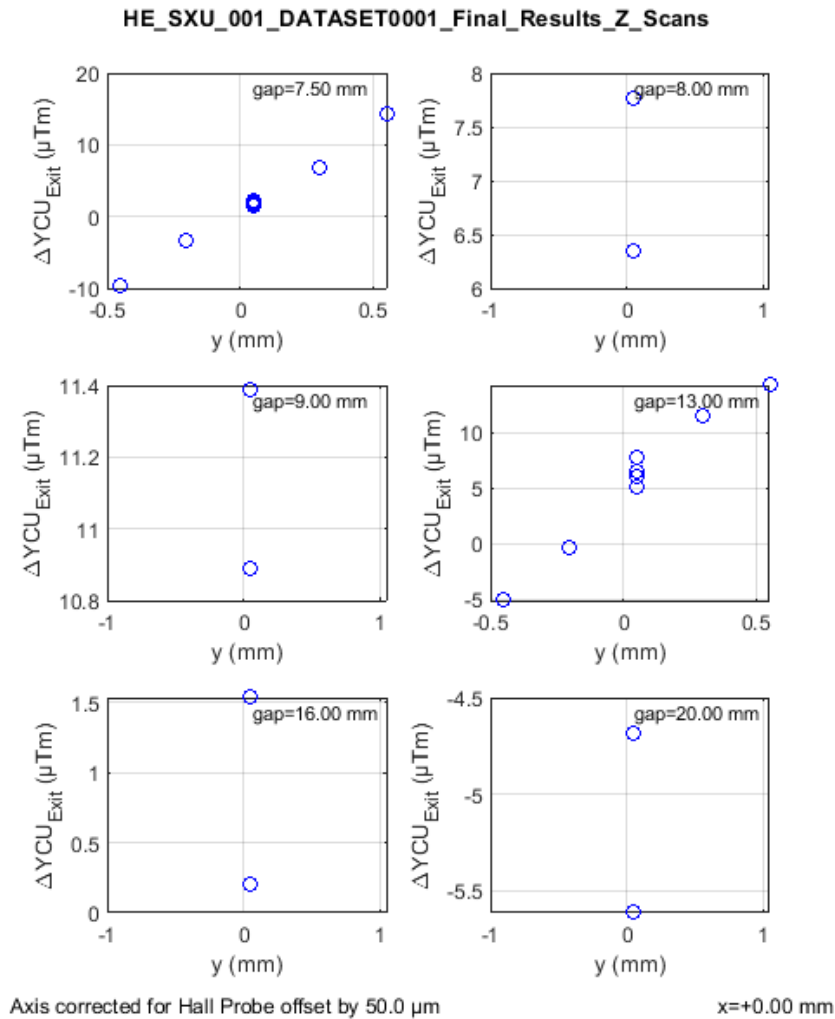 HE_SXU_001_DATASET0001_Final_Results_Z_Scans
gap=7.50 mm
20
10
0
-10
ΔYCU_Exit (µTm)
-0.5
0
0.5
y (mm)
gap=8.00 mm
8
7.5
7
6.5
6
ΔYCU_Exit (µTm)
-1
0
1
y (mm)
gap=9.00 mm
11.4
11.2
11
10.8
ΔYCU_Exit (µTm)
-1
0
1
y (mm)
gap=13.00 mm
10
5
0
-5
ΔYCU_Exit (µTm)
-0.5
0
0.5
y (mm)
gap=16.00 mm
1.5
1
0.5
0
ΔYCU_Exit (µTm)
-1
0
1
y (mm)
gap=20.00 mm
-4.5
-5
-5.5
ΔYCU_Exit (µTm)
-1
0
1
y (mm)
Axis corrected for Hall Probe offset by 50.0 µm
x=+0.00 mm